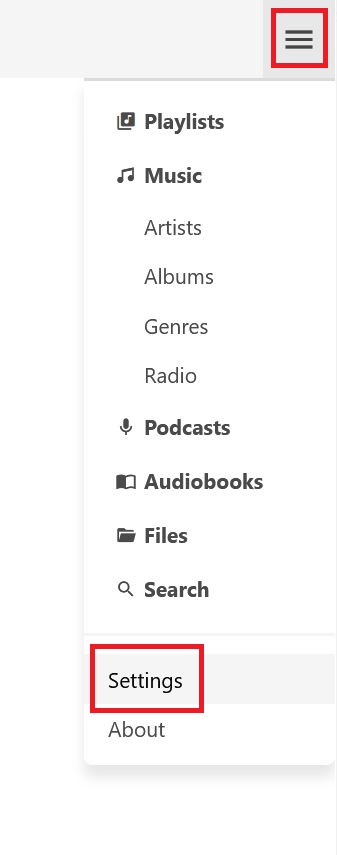 Playlists
Music
Artists
Albums
Genres
Radio
Podcasts
Audiobooks
Files
Search
Settings
About